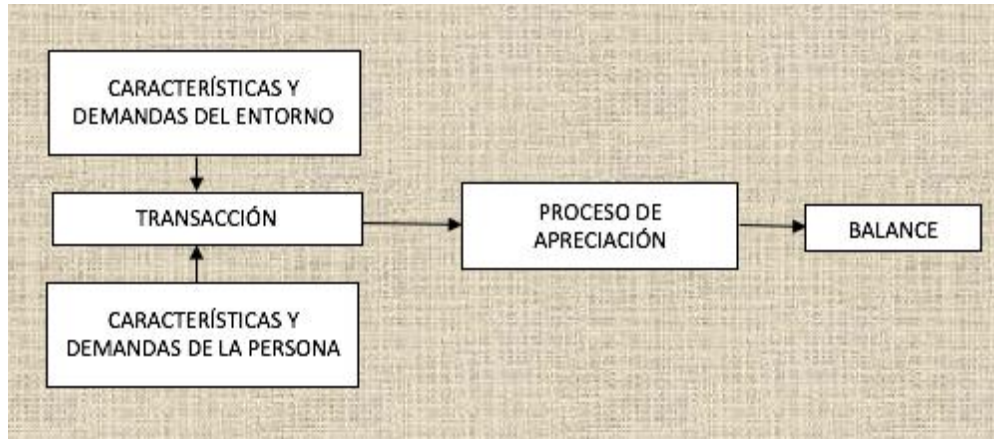 CARACTERÍSTICAS Y
DEMANDAS DEL ENTORNO
TRANSACCIÓN
PROCESO DE
APRECIACIÓN
BALANCE
CARACTERÍSTICAS Y
DEMANDAS DE LA PERSONA